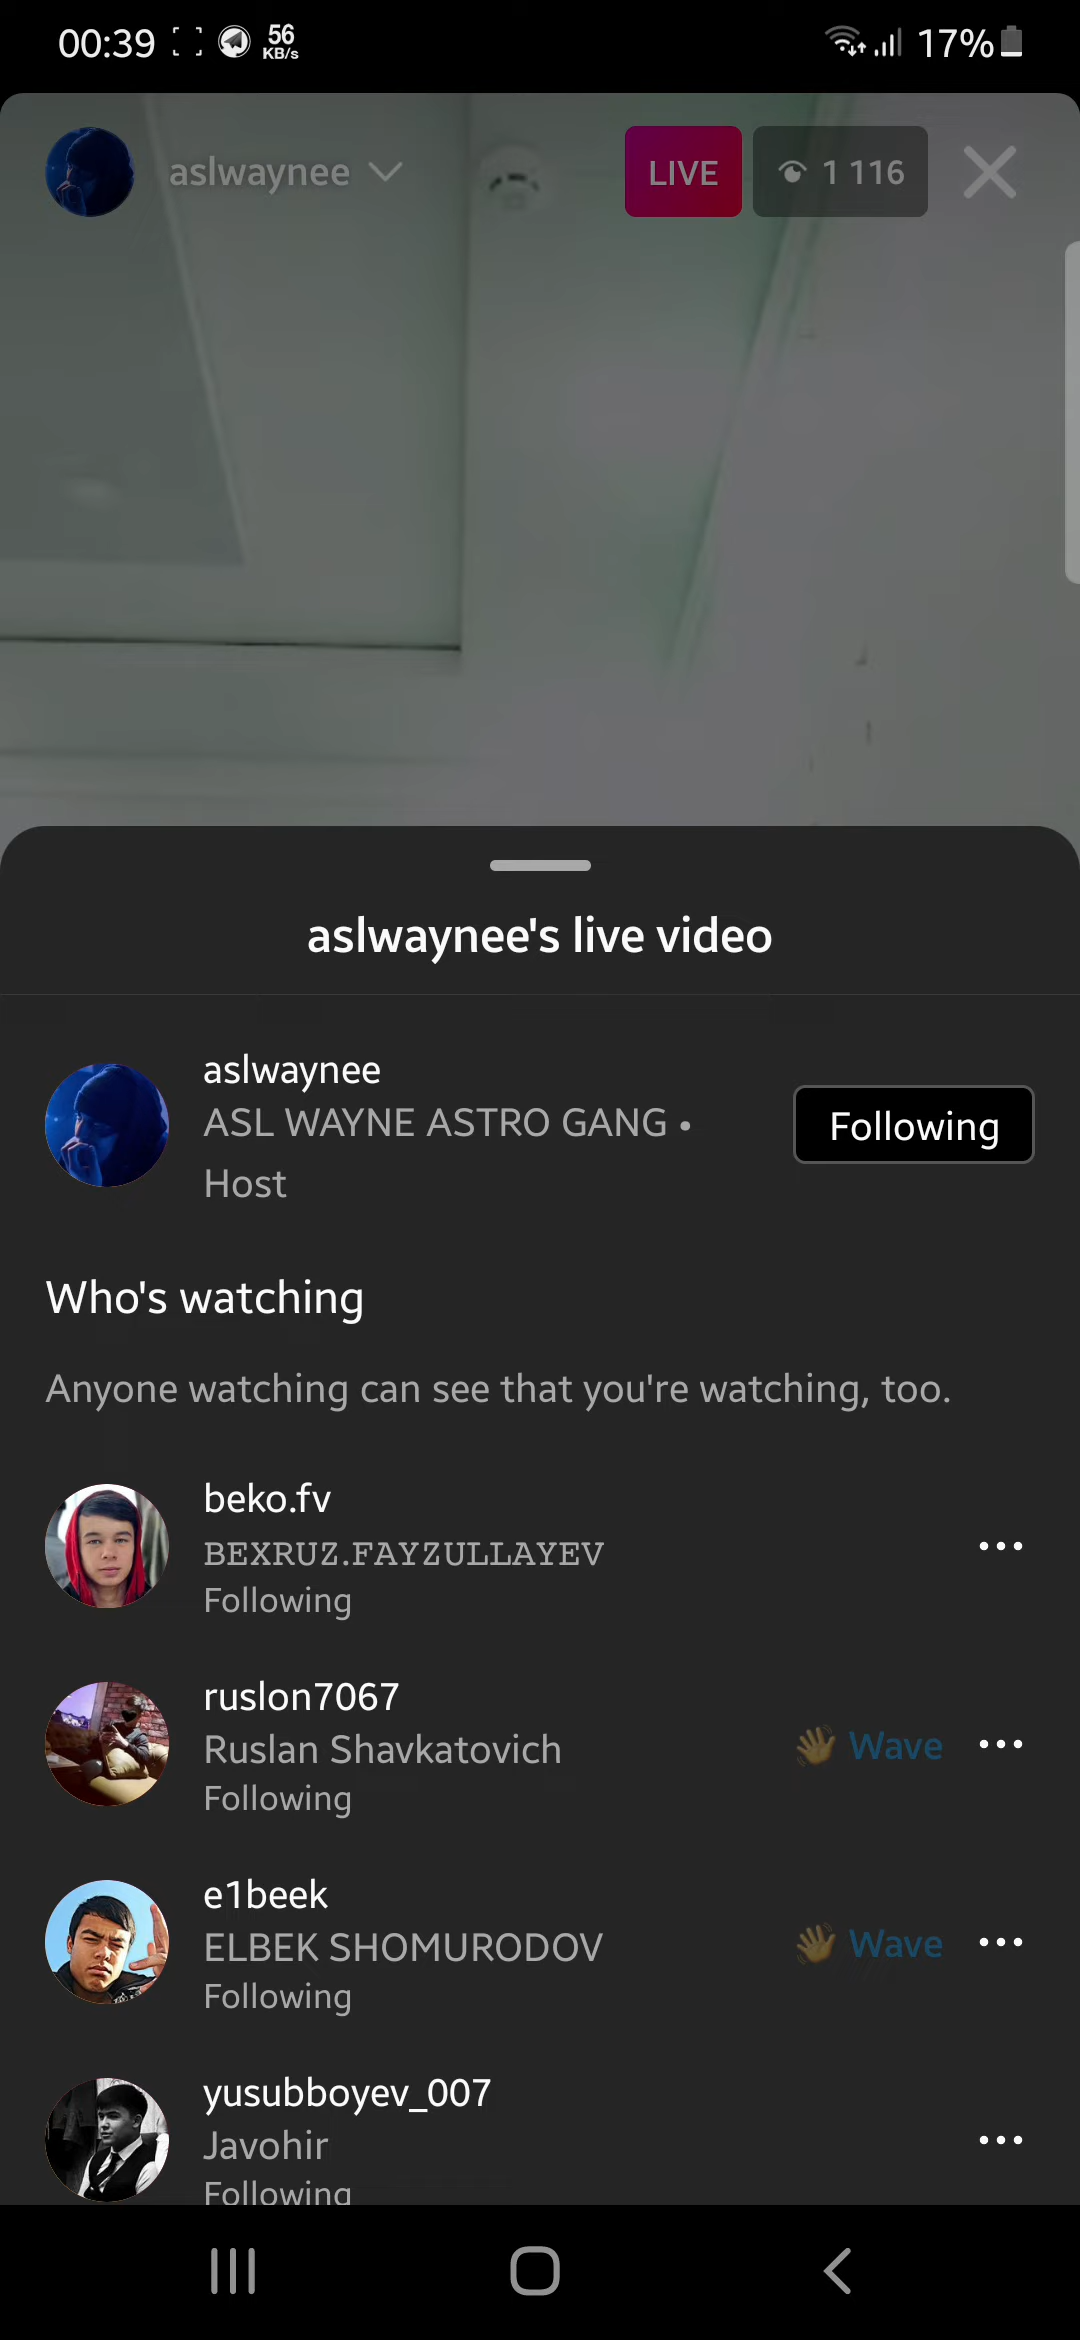 00:39 56 KB/s 17%
aslwaynee LIVE 1 116
aslwaynee's live video
aslwaynee
ASL WAYNE ASTRO GANG •
Host
Following
Who's watching
Anyone watching can see that you're watching, too.
beko.fv
BEXRUZ.FAYZULLAYEV
Following
ruslon7067
Ruslan Shavkatovich
Following
👋 Wave
e1beek
ELBEK SHOMURODOV
Following
👋 Wave
yusubboyev_007
Javohir
Following